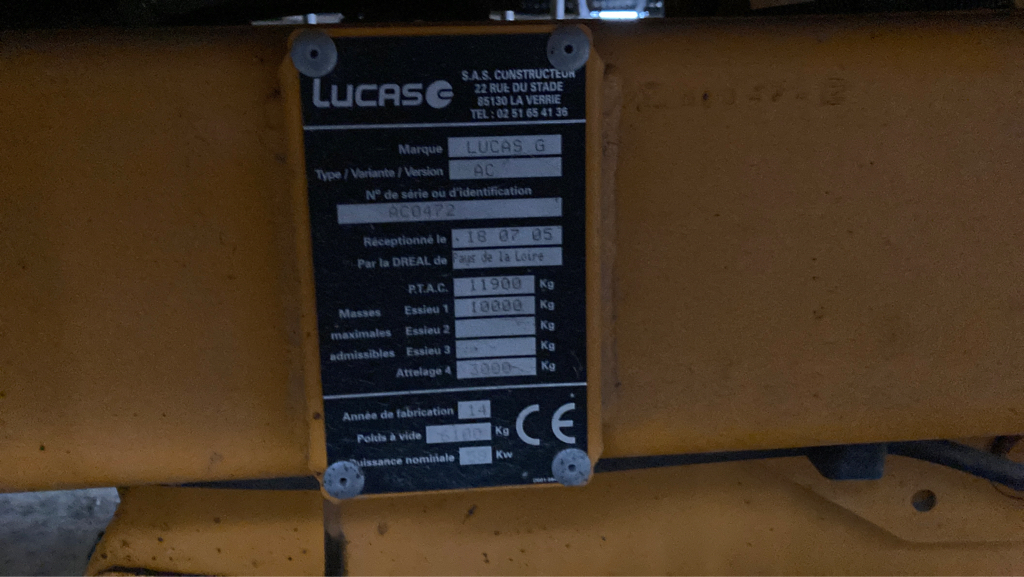 LUCAS G
S.A.S. CONSTRUCTEUR
22 RUE DU STADE
85130 LA VERRIE
TEL : 02 51 65 41 36
Marque LUCAS G
Type / Variante / Version AC
N° de série ou d'identification
AC0472
Réceptionné le 18 07 05
Par la DREAL de Pays de la Loire
P.T.A.C. 11900 Kg
Masses maximales admissibles
Essieu 1 10000 Kg
Essieu 2 Kg
Essieu 3 Kg
Attelage 4 3000 Kg
Année de fabrication 14
Poids à vide 6100 Kg
Puissance nominale Kw
CE